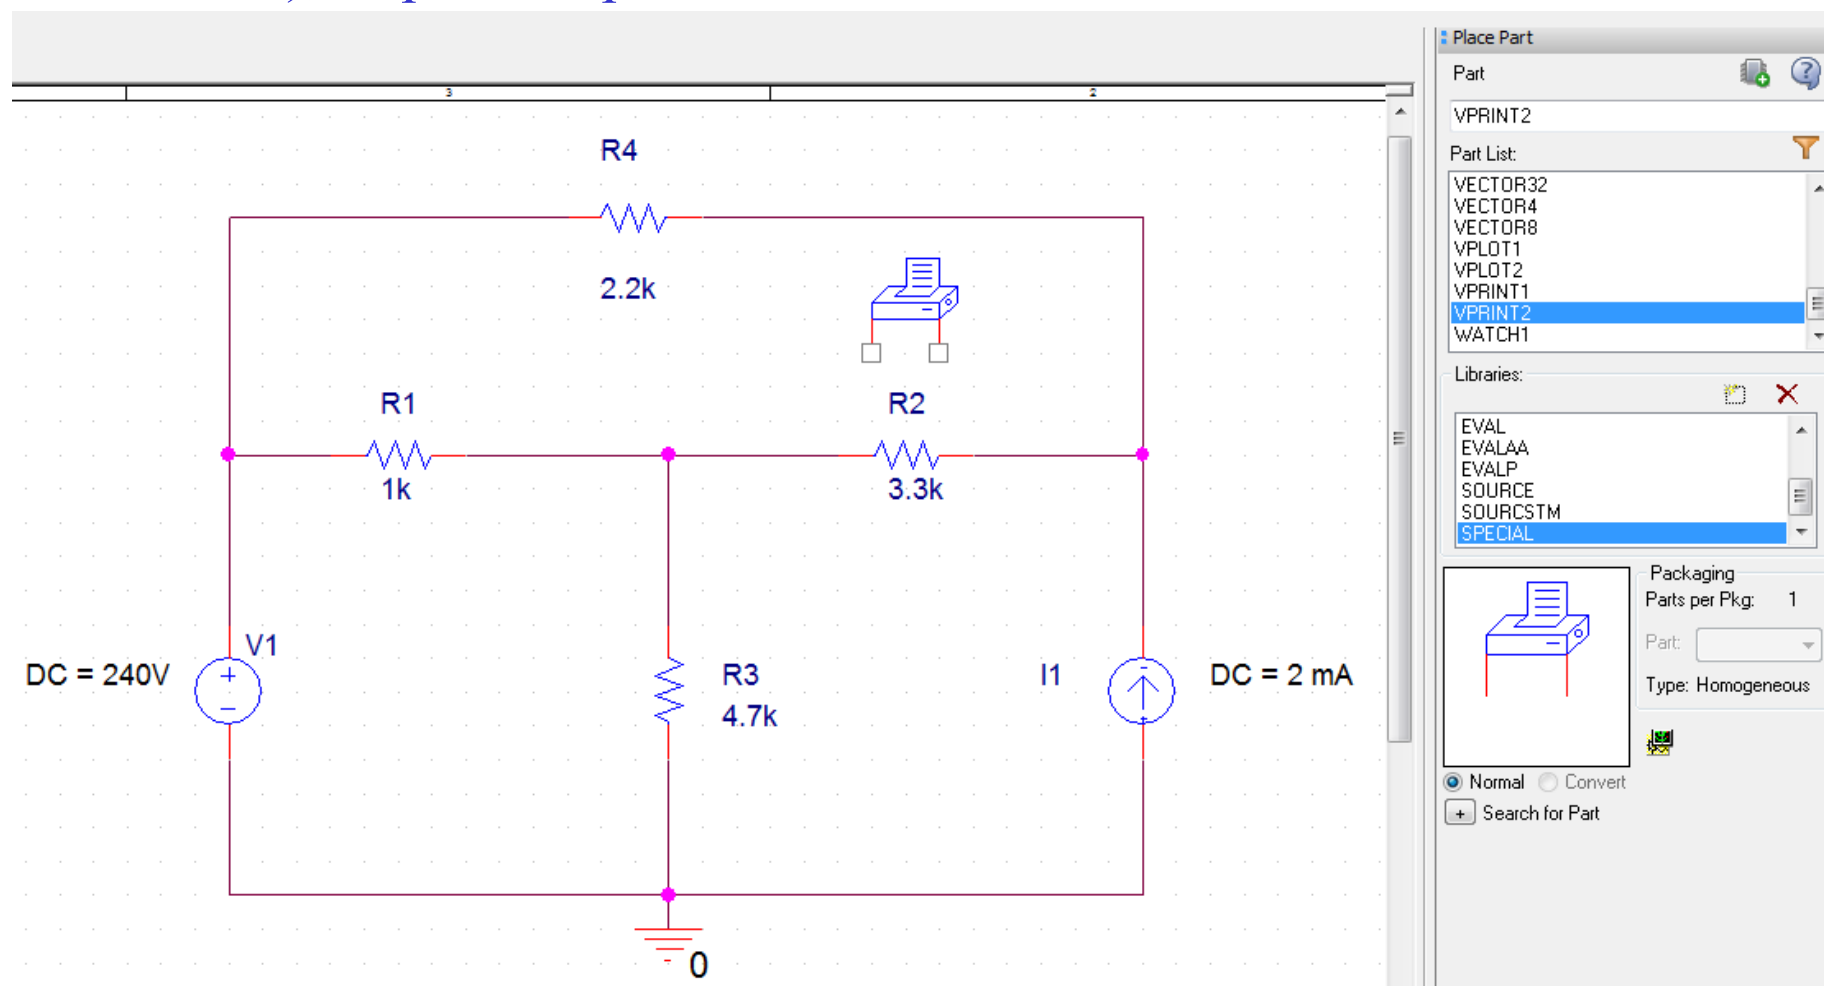 Place Part
Part
VPRINT2
Part List:
VECTOR32
VECTOR4
VECTOR8
VPLOT1
VPLOT2
VPRINT1
VPRINT2
WATCH1
Libraries:
EVAL
EVALAA
EVALP
SOURCE
SOURCSTM
SPECIAL
Packaging
Parts per Pkg: 1
Part:
Type: Homogeneous
Normal Convert
+ Search for Part
3 2
R4
2.2k
R1 R2
1k 3.3k
V1
DC = 240V
+
−
R3
4.7k
I1
DC = 2 mA
-
+
0